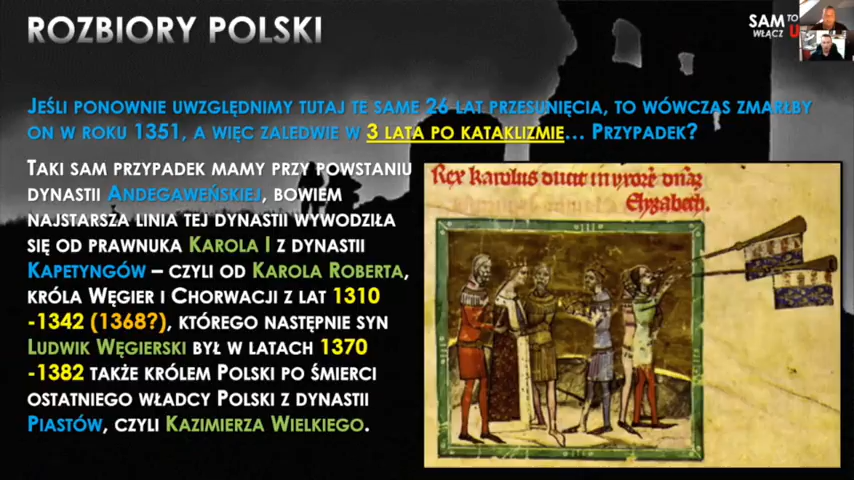 ROZBIORY POLSKI
SAM TO
WŁĄCZ U
JEŚLI PONOWNIE UWZGLĘDNIMY TUTAJ TE SAME 26 LAT PRZESUNIĘCIA, TO WÓWCZAS ZMARŁBY
ON W ROKU 1351, A WIĘC ZALEDWIE W 3 LATA PO KATAKLIZMIE... PRZYPADEK?
TAKI SAM PRZYPADEK MAMY PRZY POWSTANIU
DYNASTII ANDEGAWEŃSKIEJ, BOWIEM
NAJSTARSZA LINIA TEJ DYNASTII WYWODZIŁA
SIĘ OD PRAWNUKA KAROLA I Z DYNASTII
KAPETYNGÓW – CZYLI OD KAROLA ROBERTA,
KRÓLA WĘGIER I CHORWACJI Z LAT 1310
-1342 (1368?), KTÓREGO NASTĘPNIE SYN
LUDWIK WĘGIERSKI BYŁ W LATACH 1370
-1382 TAKŻE KRÓLEM POLSKI PO ŚMIERCI
OSTATNIEGO WŁADCY POLSKI Z DYNASTII
PIASTÓW, CZYLI KAZIMIERZA WIELKIEGO.
Rex karolus ducit in uxorē dn̄az
Elyzabeth.